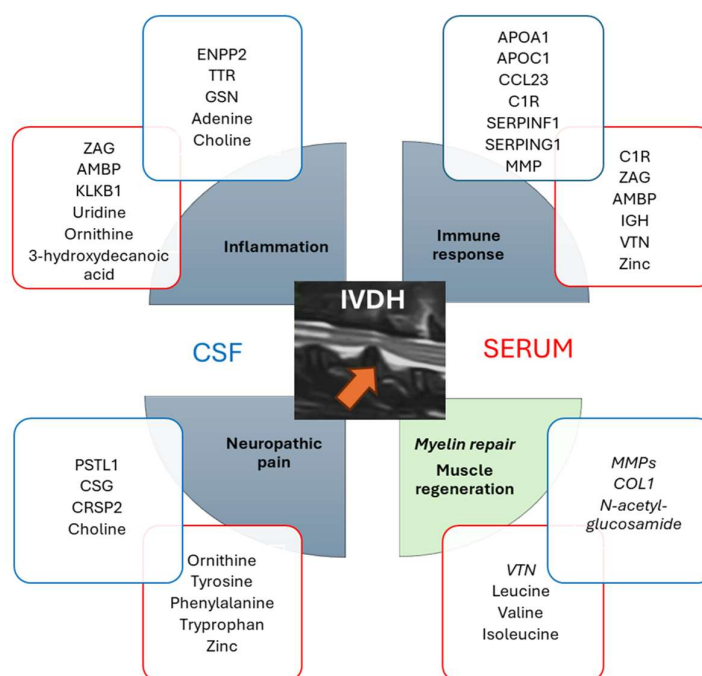 ENPP2
TTR
GSN
Adenine
Choline
ZAG
AMBP
KLKB1
Uridine
Ornithine
3-hydroxydecanoic
acid
Inflammation
APOA1
APOC1
CCL23
C1R
SERPINF1
SERPING1
MMP
C1R
ZAG
AMBP
IGH
VTN
Zinc
Immune
response
IVDH
CSF
SERUM
Neuropathic
pain
PSTL1
CSG
CRSP2
Choline
Ornithine
Tyrosine
Phenylalanine
Tryprophan
Zinc
Myelin repair
Muscle
regeneration
MMPs
COL1
N-acetyl-
glucosamide
VTN
Leucine
Valine
Isoleucine